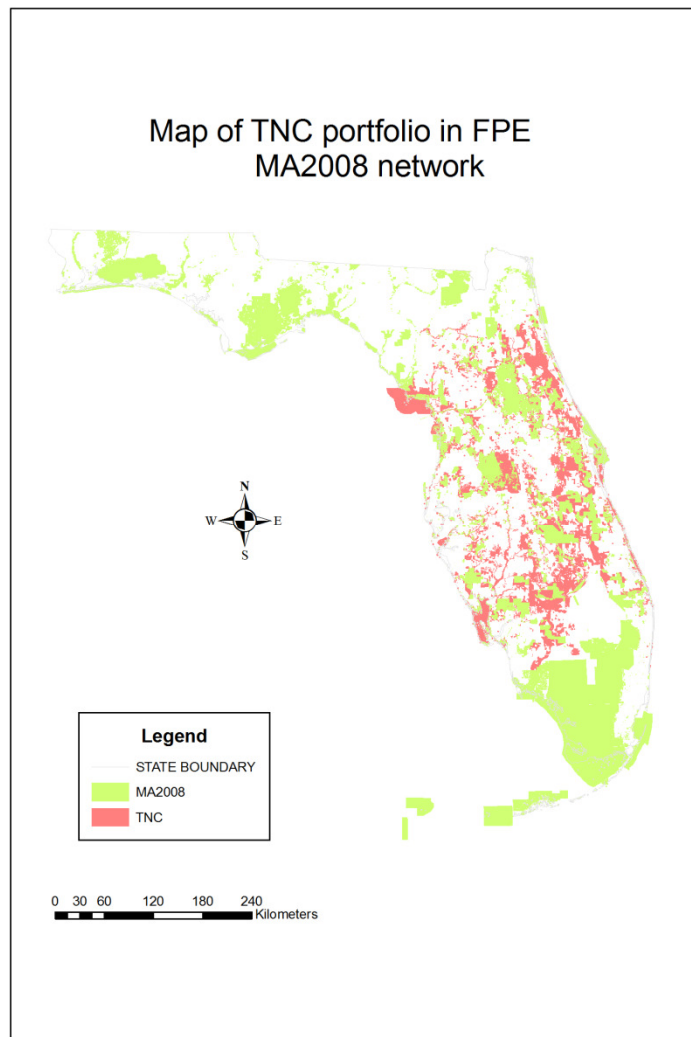 Map of TNC portfolio in FPE
MA2008 network
N
W E
S
Legend
STATE BOUNDARY
MA2008
TNC
0 30 60 120 180 240
Kilometers